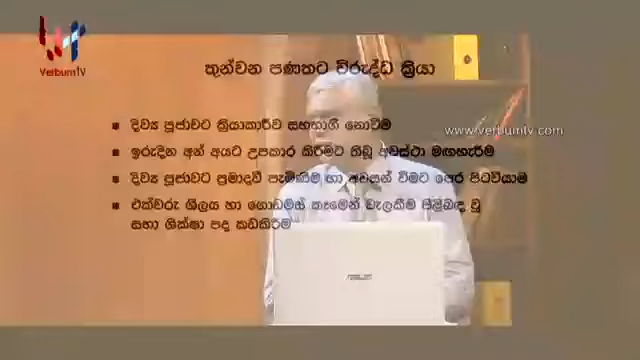 VerbumTV
තුන්වන පණතට විරුද්ධ ක්‍රියා
දිව්‍ය පූජාවට ක්‍රියාකාරීව සහභාගී නොවීම
www.verbumtv.com
ඉරුදින අන් අයට උපකාර කිරීමට තිබූ අවස්ථා මඟහැරීම
දිව්‍ය පූජාවට ප්‍රමාදවී පැමිණීම හා අවසන් වීමට පෙර පිටවීයාම
එක්වරු ශීලය හා ගොඩමස් කෑමෙන් වැලකීම පිළිබඳ වූ
සභා ශික්ෂා පද කඩකිරීම